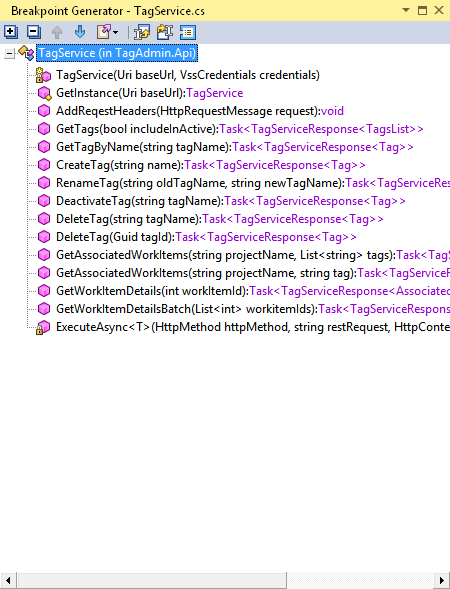 Breakpoint Generator - TagService.cs
TagService (in TagAdmin.Api)
TagService(Uri baseUrl, VssCredentials credentials)
GetInstance(Uri baseUrl):TagService
AddReqestHeaders(HttpRequestMessage request):void
GetTags(bool includeInActive):Task<TagServiceResponse<TagsList>>
GetTagByName(string tagName):Task<TagServiceResponse<Tag>>
CreateTag(string name):Task<TagServiceResponse<Tag>>
RenameTag(string oldTagName, string newTagName):Task<TagServiceRes
DeactivateTag(string tagName):Task<TagServiceResponse<Tag>>
DeleteTag(string tagName):Task<TagServiceResponse<Tag>>
DeleteTag(Guid tagId):Task<TagServiceResponse<Tag>>
GetAssociatedWorkItems(string projectName, List<string> tags):Task<TagS
GetAssociatedWorkItems(string projectName, string tag):Task<TagServiceR
GetWorkItemDetails(int workItemId):Task<TagServiceResponse<Associated
GetWorkItemDetailsBatch(List<int> workitemIds):Task<TagServiceRespons
ExecuteAsync<T>(HttpMethod httpMethod, string restRequest, HttpConte